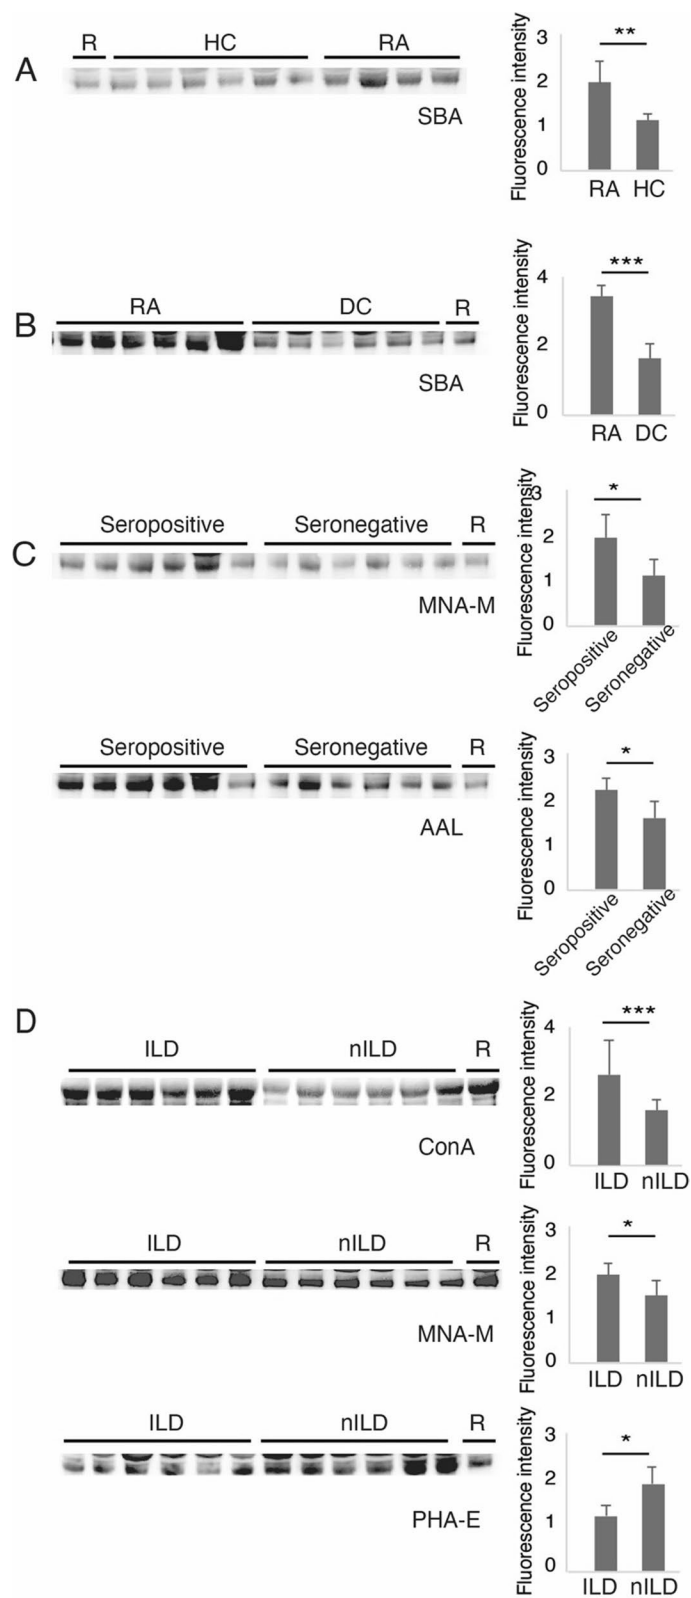 A
R HC RA
SBA
Fluorescence intensity
3
2
1
0
**
RA HC
B
RA DC R
SBA
Fluorescence intensity
4
2
0
***
RA DC
C
Seropositive Seronegative R
MNA-M
Fluorescence intensity
3
2
1
0
*
Seropositive
Seronegative
Seropositive Seronegative R
AAL
Fluorescence intensity
3
2
1
0
*
Seropositive
Seronegative
D
ILD nILD R
ConA
Fluorescence intensity
4
2
0
***
ILD nILD
ILD nILD R
MNA-M
Fluorescence intensity
3
2
1
0
*
ILD nILD
ILD nILD R
PHA-E
Fluorescence intensity
3
2
1
0
*
ILD nILD